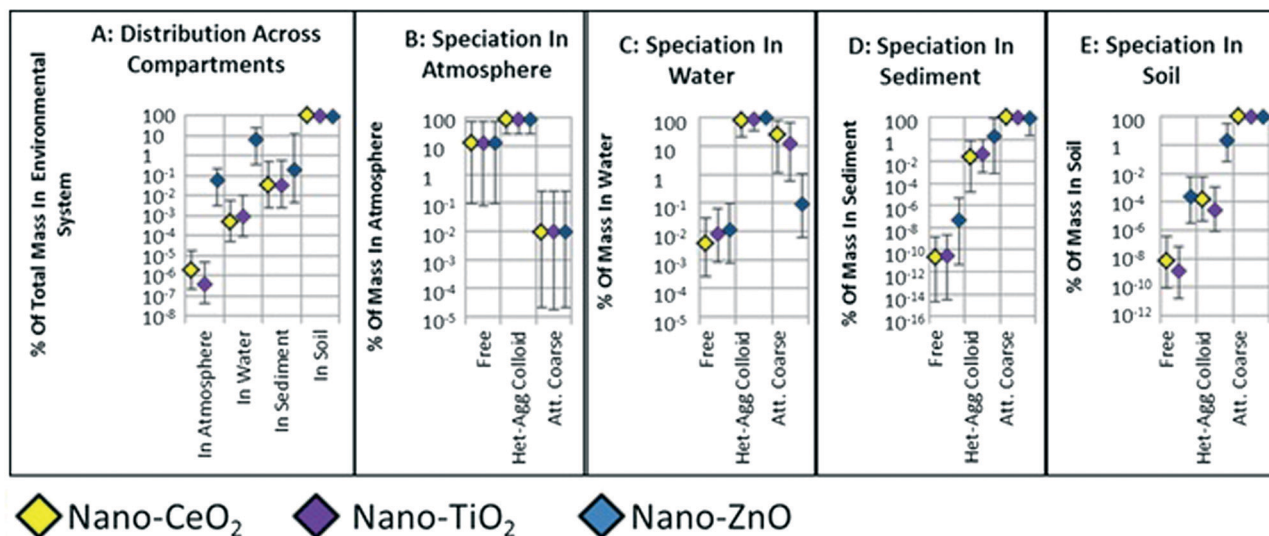 A: Distribution Across
Compartments
% Of Total Mass In Environmental
System
100
10
1
10-1
10-2
10-3
10-4
10-5
10-6
10-7
10-8
In Atmosphere
In Water
In Sediment
In Soil
B: Speciation In
Atmosphere
% Of Mass In Atmosphere
100
10
1
10-1
10-2
10-3
10-4
10-5
Free
Het-Agg Colloid
Att. Coarse
C: Speciation In
Water
% Of Mass In Water
100
10
1
10-1
10-2
10-3
10-4
10-5
Free
Het-Agg Colloid
Att. Coarse
D: Speciation In
Sediment
% Of Mass In Sediment
100
1
10-2
10-4
10-6
10-8
10-10
10-12
10-14
10-16
Free
Het-Agg Colloid
Att. Coarse
E: Speciation In
Soil
% Of Mass In Soil
100
1
10-2
10-4
10-6
10-8
10-10
10-12
Free
Het-Agg Colloid
Att. Coarse
Nano-CeO2 Nano-TiO2 Nano-ZnO